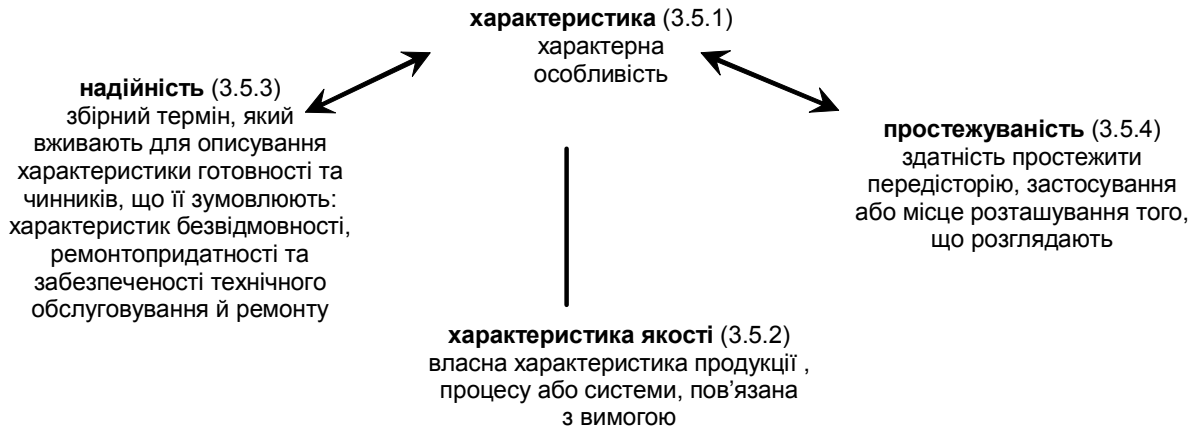 характеристика (3.5.1)
характерна
особливість
надійність (3.5.3)
збірний термін, який
вживають для описування
характеристики готовності та
чинників, що її зумовлюють:
характеристик безвідмовності,
ремонтопридатності та
забезпеченості технічного
обслуговування й ремонту
простежуваність (3.5.4)
здатність простежити
передісторію, застосування
або місце розташування того,
що розглядають
характеристика якості (3.5.2)
власна характеристика продукції ,
процесу або системи, пов’язана
з вимогою